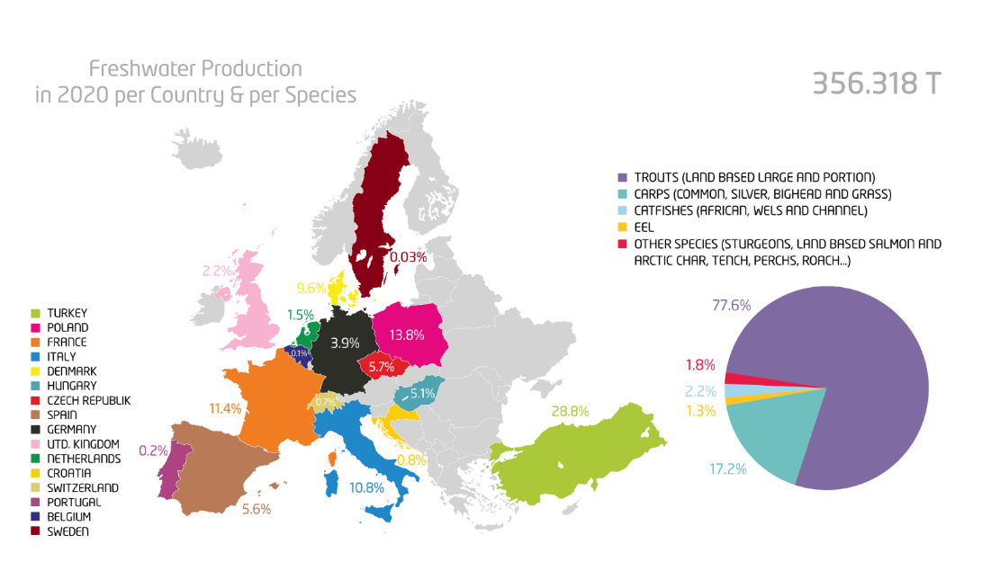 Freshwater Production
in 2020 per Country & per Species
356.318 T
TROUTS (LAND BASED LARGE AND PORTION)
CARPS (COMMON, SILVER, BIGHEAD AND GRASS)
CATFISHES (AFRICAN, WELS AND CHANNEL)
EEL
OTHER SPECIES (STURGEONS, LAND BASED SALMON AND
ARCTIC CHAR, TENCH, PERCHS, ROACH...)
0.03%
2.2%
9.6%
1.5%
3.9%
13.8%
0.1%
5.7%
5.1%
0.7%
11.4%
28.8%
0.2%
0.8%
10.8%
5.6%
TURKEY
POLAND
FRANCE
ITALY
DENMARK
HUNGARY
CZECH REPUBLIK
SPAIN
GERMANY
UTD. KINGDOM
NETHERLANDS
CROATIA
SWITZERLAND
PORTUGAL
BELGIUM
SWEDEN
77.6%
1.8%
2.2%
1.3%
17.2%